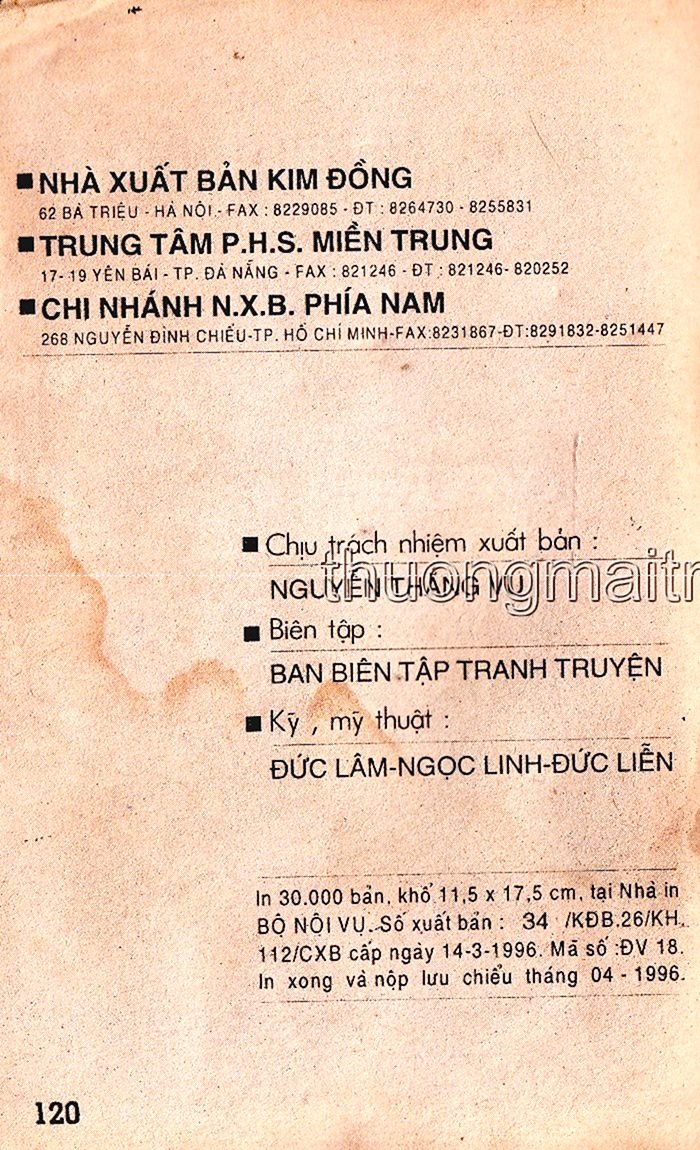 ■ NHÀ XUẤT BẢN KIM ĐỒNG
62 BÀ TRIỆU - HÀ NỘI - FAX : 8229085 - ĐT : 8264730 - 8255831
■ TRUNG TÂM P.H.S. MIỀN TRUNG
17-19 YÊN BÁI - TP. ĐÀ NẴNG - FAX : 821246 - ĐT : 821246- 820252
■ CHI NHÁNH N.X.B. PHÍA NAM
268 NGUYỄN ĐÌNH CHIỂU-TP. HỒ CHÍ MINH-FAX:8231867-ĐT:8291832-8251447
■ Chịu trách nhiệm xuất bản :
NGUYỄN THẮNG VU
thuongmaitr
■ Biên tập :
BAN BIÊN TẬP TRANH TRUYỆN
■ Kỹ , mỹ thuật :
ĐỨC LÂM-NGỌC LINH-ĐỨC LIỄN
In 30.000 bản, khổ 11,5 x 17,5 cm, tại Nhà in
BỘ NỘI VỤ. Số xuất bản : 34 /KĐB.26/KH.
112/CXB cấp ngày 14-3-1996. Mã số :ĐV 18.
In xong và nộp lưu chiểu tháng 04 - 1996.
120